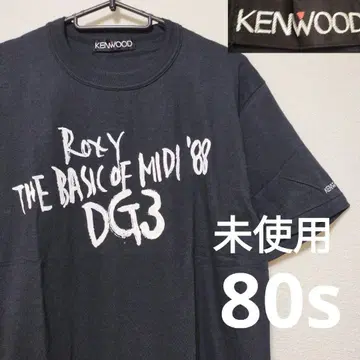 KENWOOD
KENWOOD
Roxy
THE BASIC OF MIDI '88
DG3
未使用
80s